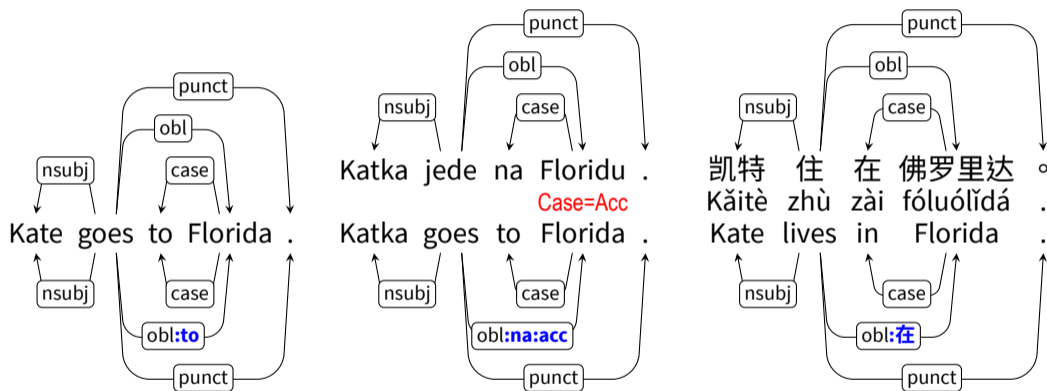 punct
obl
nsubj
case
Kate goes to Florida .
nsubj
case
obl:to
punct
punct
obl
nsubj
case
Katka jede na Floridu .
Case=Acc
Katka goes to Florida .
nsubj
case
obl:na:acc
punct
punct
obl
nsubj
case
凯特 住 在 佛罗里达 。
Kǎitè zhù zài fóluólǐdá .
Kate lives in Florida .
nsubj
case
obl:在
punct